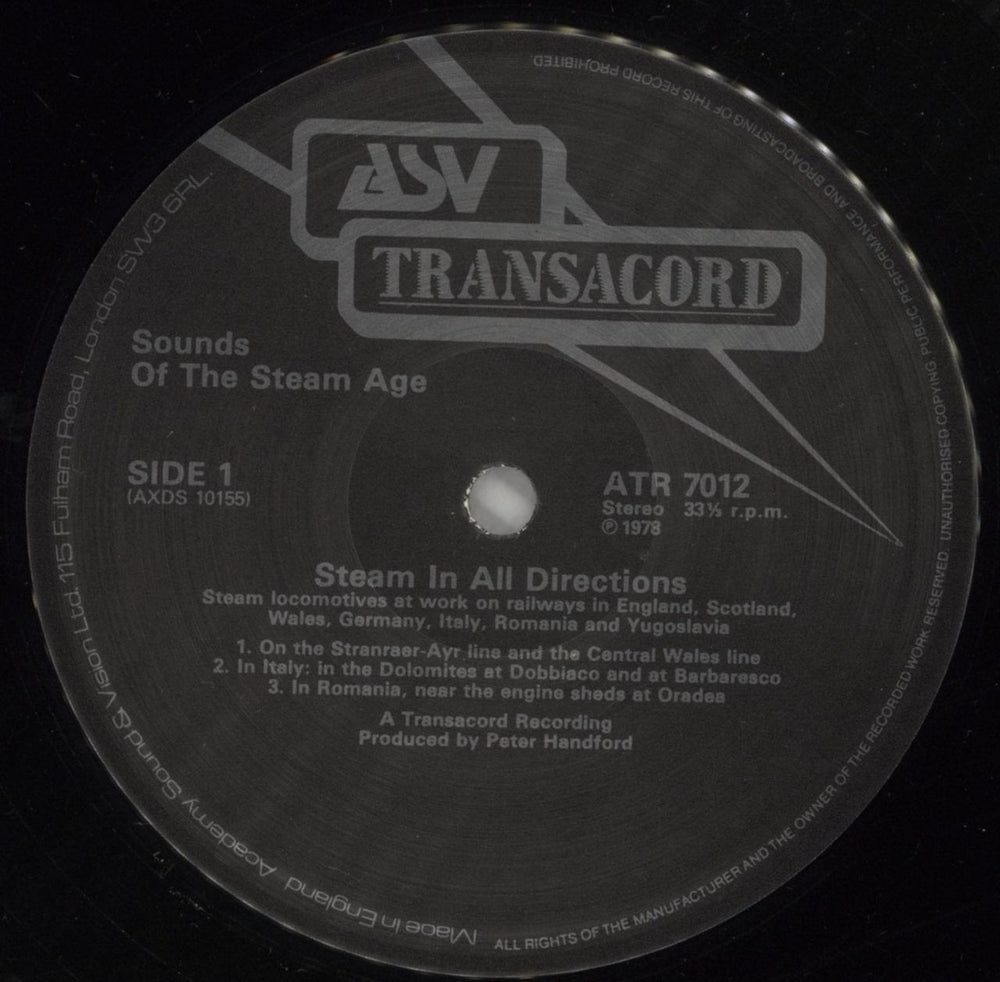 ASV
TRANSACORD
Sounds
Of The Steam Age
SIDE 1
(AXDS 10155)
ATR 7012
Stereo 33⅓ r.p.m.
℗ 1978
Steam In All Directions
Steam locomotives at work on railways in England, Scotland,
Wales, Germany, Italy, Romania and Yugoslavia
1. On the Stranraer-Ayr line and the Central Wales line
2. In Italy: in the Dolomites at Dobbiaco and at Barbaresco
3. In Romania, near the engine sheds at Oradea
A Transacord Recording
Produced by Peter Handford
Made in England Academy Sound & Vision Ltd. 115 Fulham Road, London SW3 6RL.
ALL RIGHTS OF THE MANUFACTURER AND THE OWNER OF THE RECORDED WORK RESERVED. UNAUTHORISED COPYING, PUBLIC PERFORMANCE AND BROADCASTING OF THIS RECORD PROHIBITED